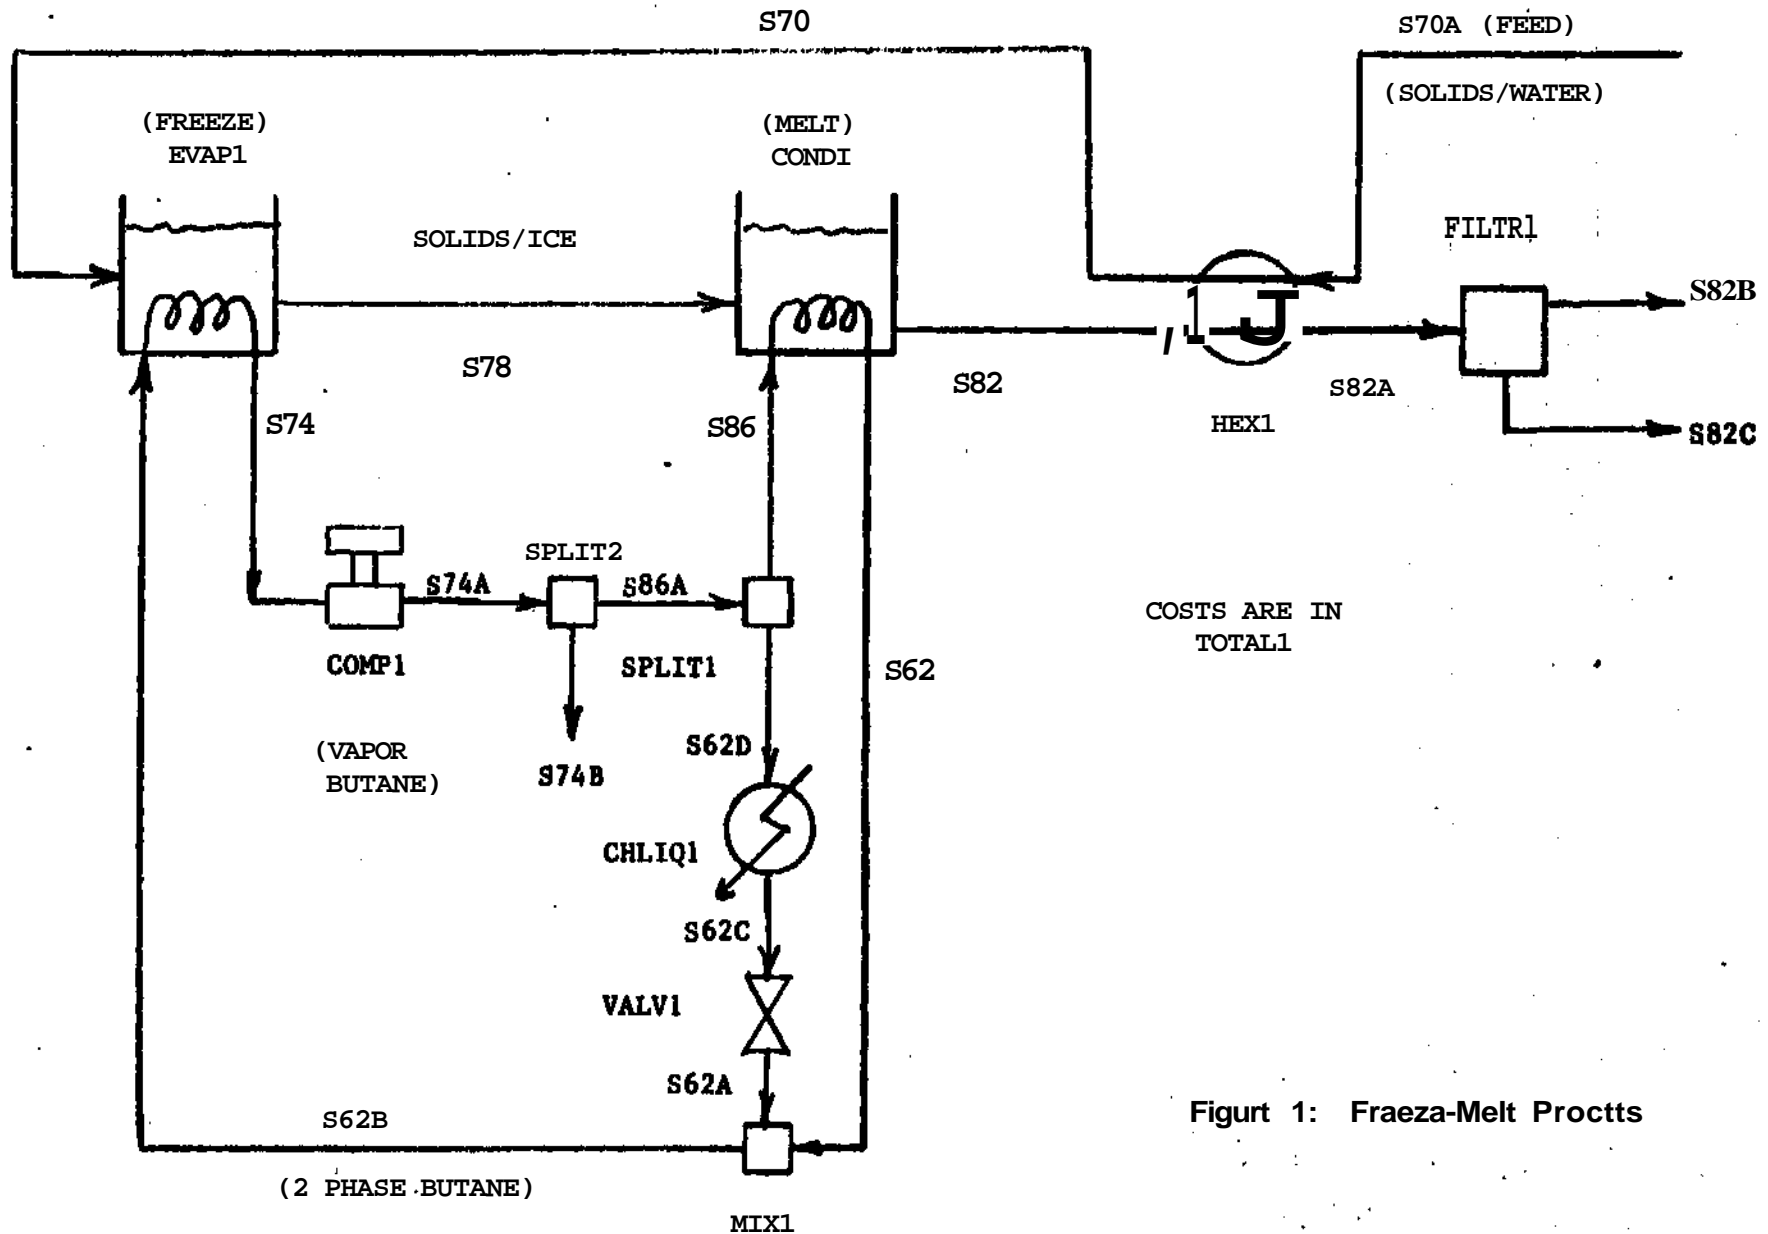 S70
S70A (FEED)
(SOLIDS/WATER)
(FREEZE)
EVAP1
(MELT)
CONDI
SOLIDS/ICE
FILTR1
S82B
S78
S82
S82A
S74
S86
HEX1
S82C
SPLIT2
S74A
S86A
COSTS ARE IN
TOTAL1
COMP1
SPLIT1
S62
(VAPOR
BUTANE)
S74B
S62D
CHLIQ1
S62C
VALV1
S62A
S62B
(2 PHASE BUTANE)
MIX1
Figurt 1: Fraeza-Melt Proctts